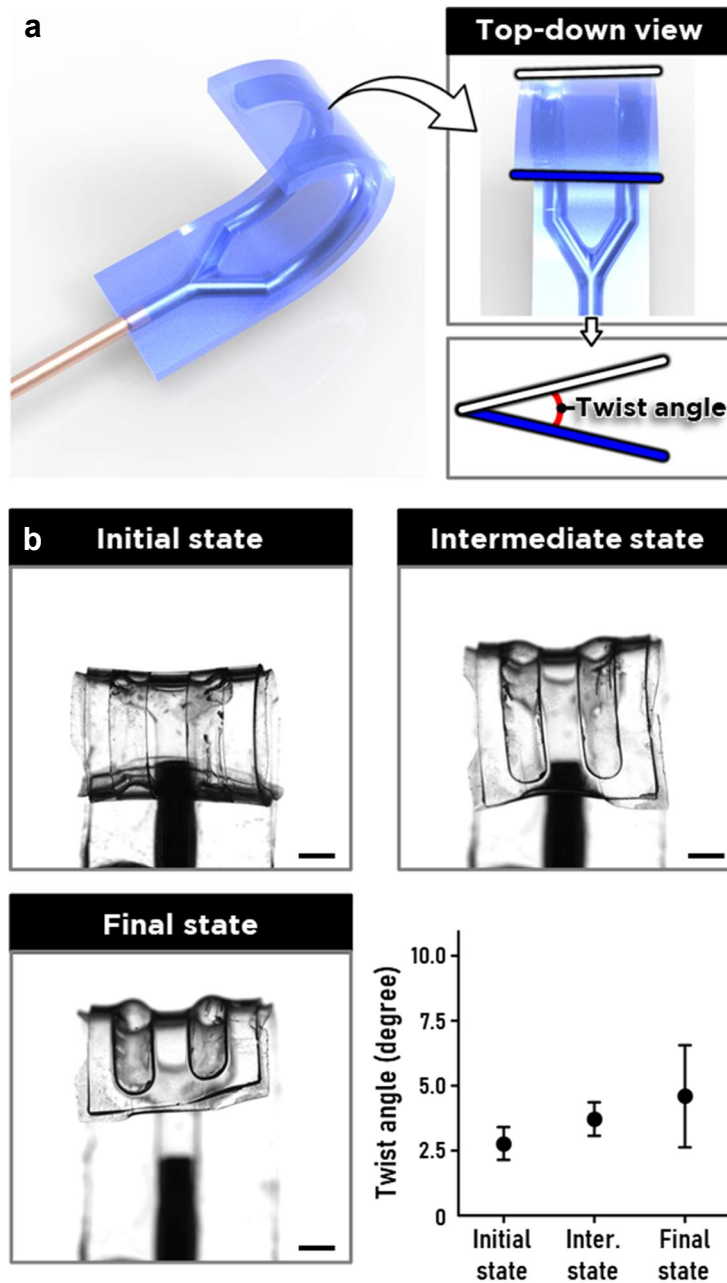 a
Top-down view
Twist angle
b
Initial state
Intermediate state
Final state
Twist angle (degree)
10.0
7.5
5.0
2.5
0
Initial
state
Inter.
state
Final
state